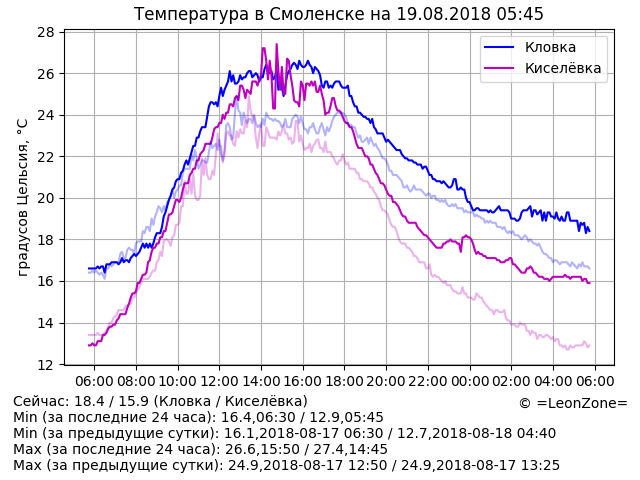 Температура в Смоленске на 19.08.2018 05:45
градусов Цельсия, °C
28
26
24
22
20
18
16
14
12
Кловка
Киселёвка
06:00 08:00 10:00 12:00 14:00 16:00 18:00 20:00 22:00 00:00 02:00 04:00 06:00
Сейчас: 18.4 / 15.9 (Кловка / Киселёвка)
© =LeonZone=
Min (за последние 24 часа): 16.4,06:30 / 12.9,05:45
Min (за предыдущие сутки): 16.1,2018-08-17 06:30 / 12.7,2018-08-18 04:40
Max (за последние 24 часа): 26.6,15:50 / 27.4,14:45
Max (за предыдущие сутки): 24.9,2018-08-17 12:50 / 24.9,2018-08-17 13:25